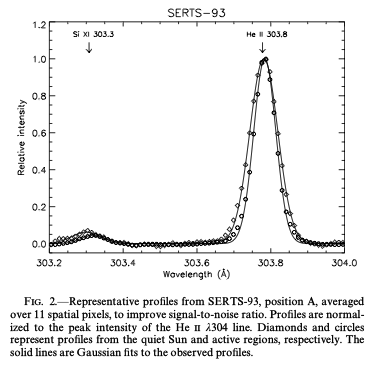 SERTS-93
Si XI 303.3
He II 303.8
Relative intensity
1.2
1.0
0.8
0.6
0.4
0.2
0.0
303.2
303.4
303.6
303.8
304.0
Wavelength (Å)
FIG. 2.—Representative profiles from SERTS-93, position A, averaged
over 11 spatial pixels, to improve signal-to-noise ratio. Profiles are normal-
ized to the peak intensity of the He II λ304 line. Diamonds and circles
represent profiles from the quiet Sun and active regions, respectively. The
solid lines are Gaussian fits to the observed profiles.